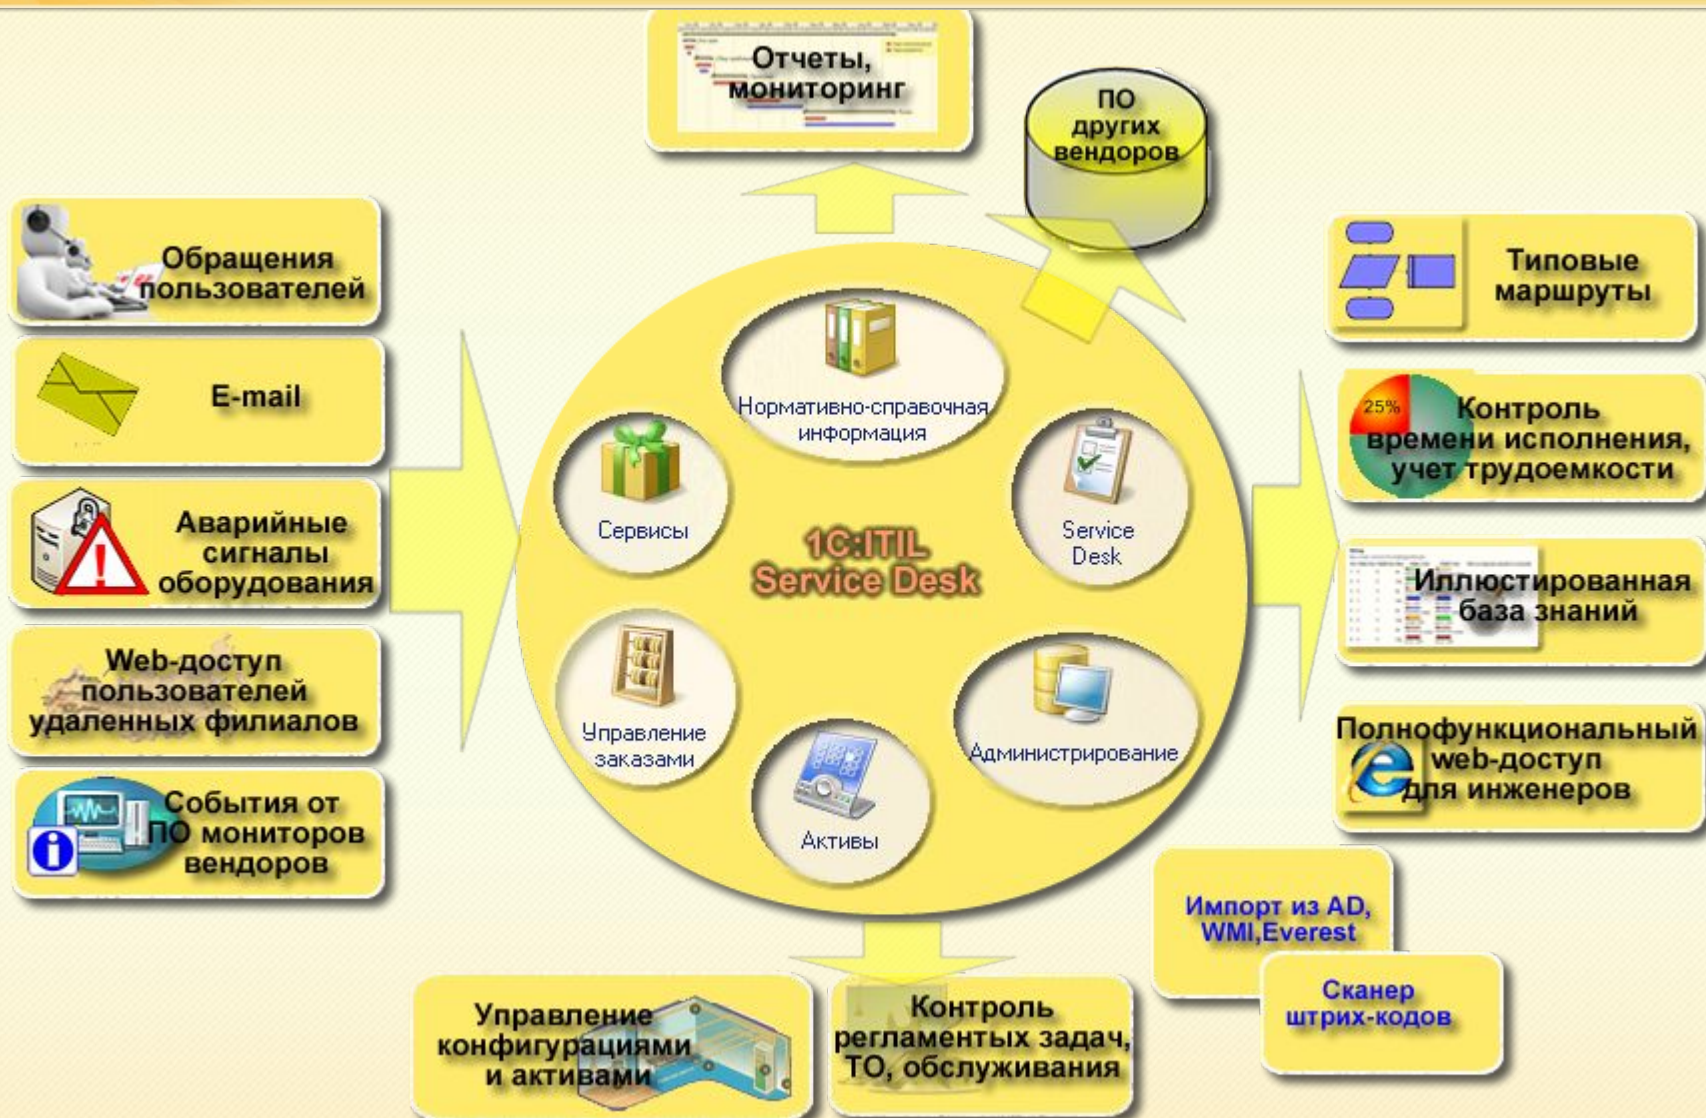 Отчеты,
мониторинг
ПО
других
вендоров
Обращения
пользователей
E-mail
Аварийные
сигналы
оборудования
Web-доступ
пользователей
удаленных филиалов
События от
ПО мониторов
вендоров
Нормативно-справочная
информация
Сервисы
Service
Desk
1С:ITIL
Service Desk
Управление
заказами
Администрирование
Активы
Типовые
маршруты
25%
Контроль
времени исполнения,
учет трудоемкости
Иллюстированная
база знаний
Полнофункциональный
web-доступ
для инженеров
Импорт из AD,
WMI,Everest
Сканер
штрих-кодов
Управление
конфигурациями
и активами
Контроль
регламентых задач,
ТО, обслуживания